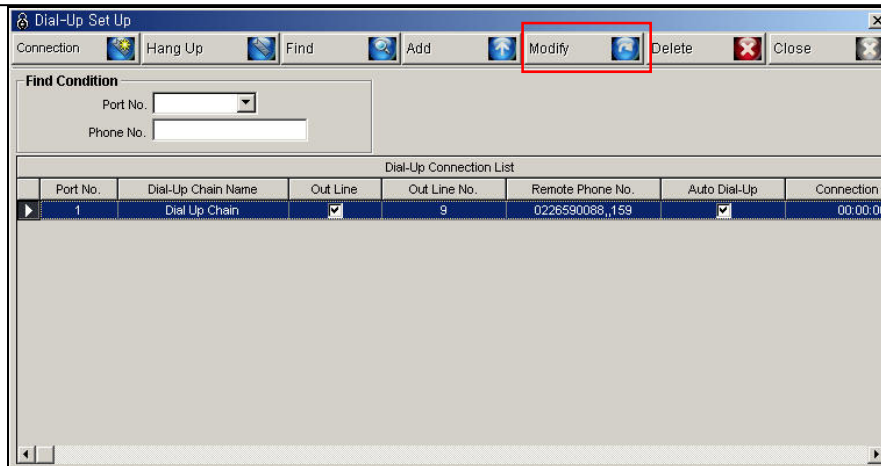 Dial-Up Set Up
Connection Hang Up Find Add Modify Delete Close
Find Condition
Port No.
Phone No.
Dial-Up Connection List
Port No. Dial-Up Chain Name Out Line Out Line No. Remote Phone No. Auto Dial-Up Connection
1 Dial Up Chain 9 0226590088,,159 00:00:0